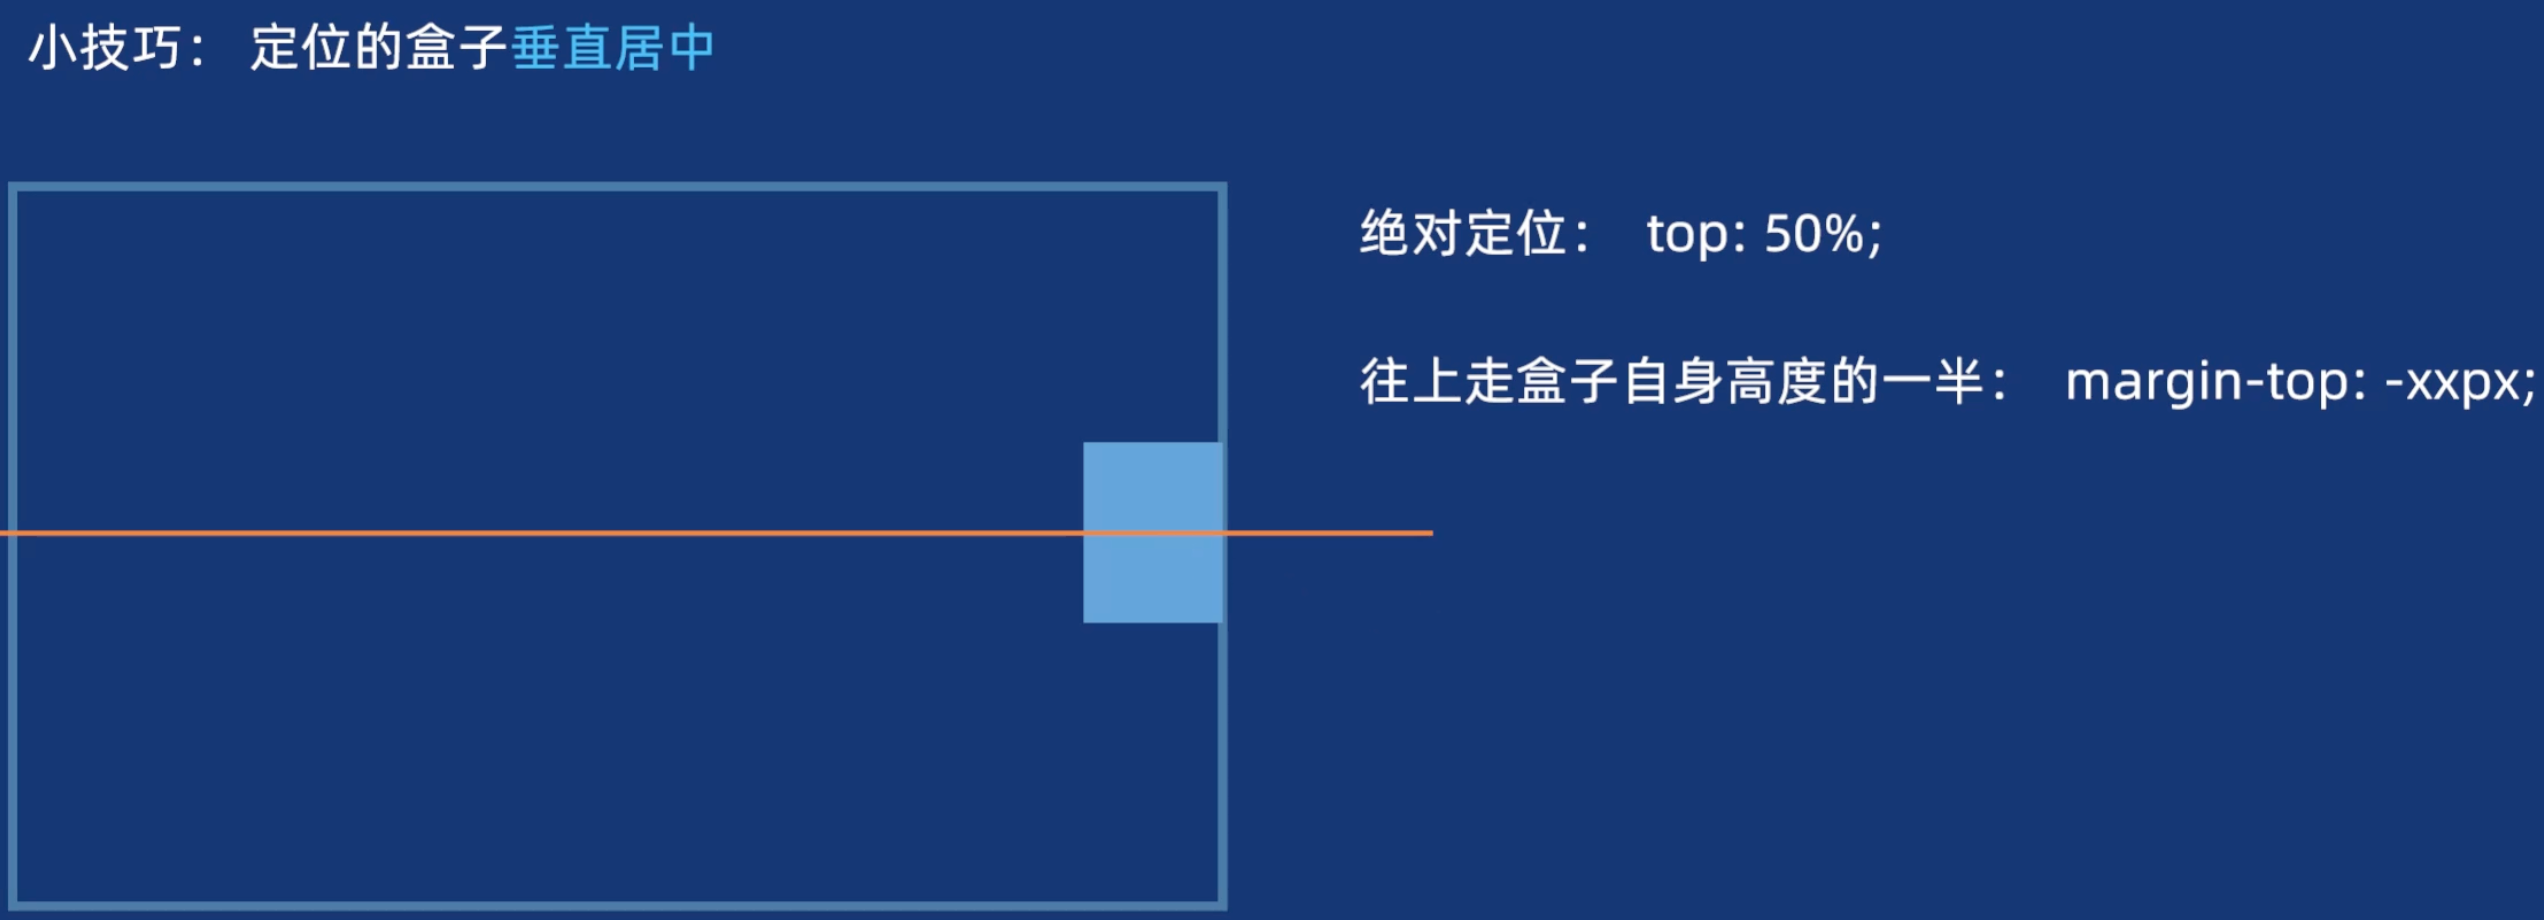 小技巧： 定位的盒子垂直居中
绝对定位： top: 50%;
往上走盒子自身高度的一半： margin-top: -xxpx;